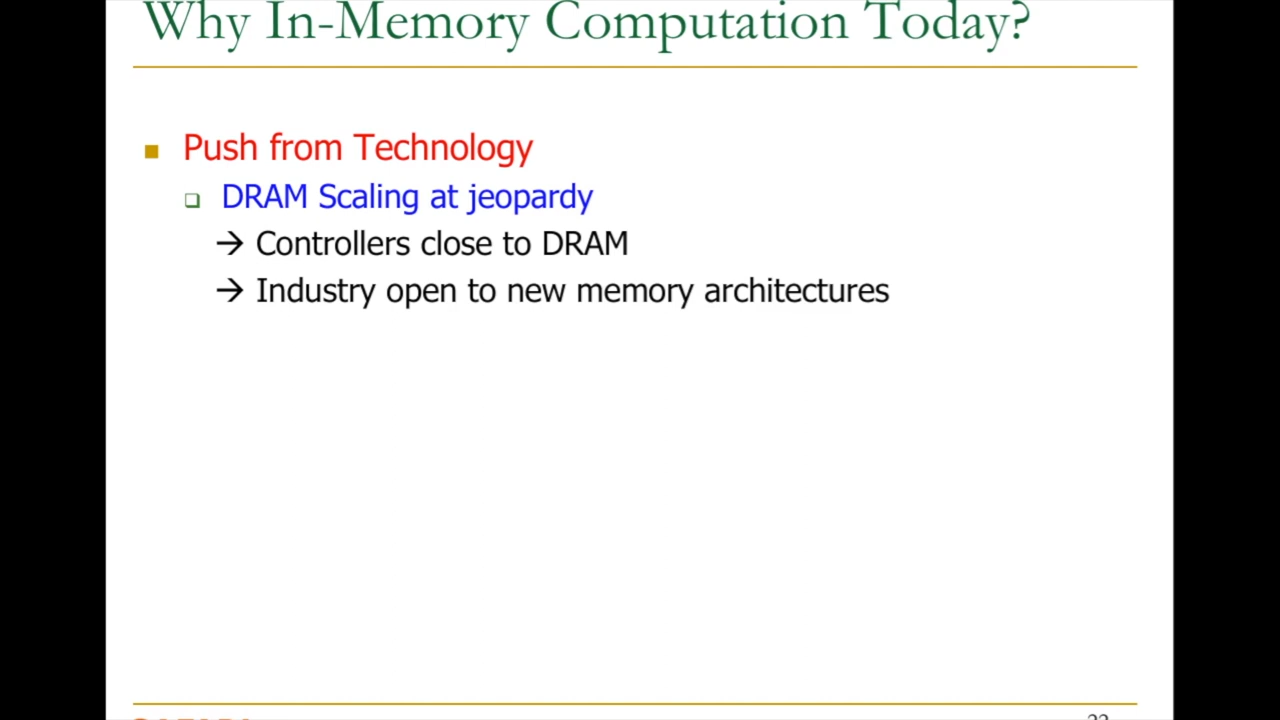 Why In-Memory Computation Today?
Push from Technology
DRAM Scaling at jeopardy
→ Controllers close to DRAM
→ Industry open to new memory architectures